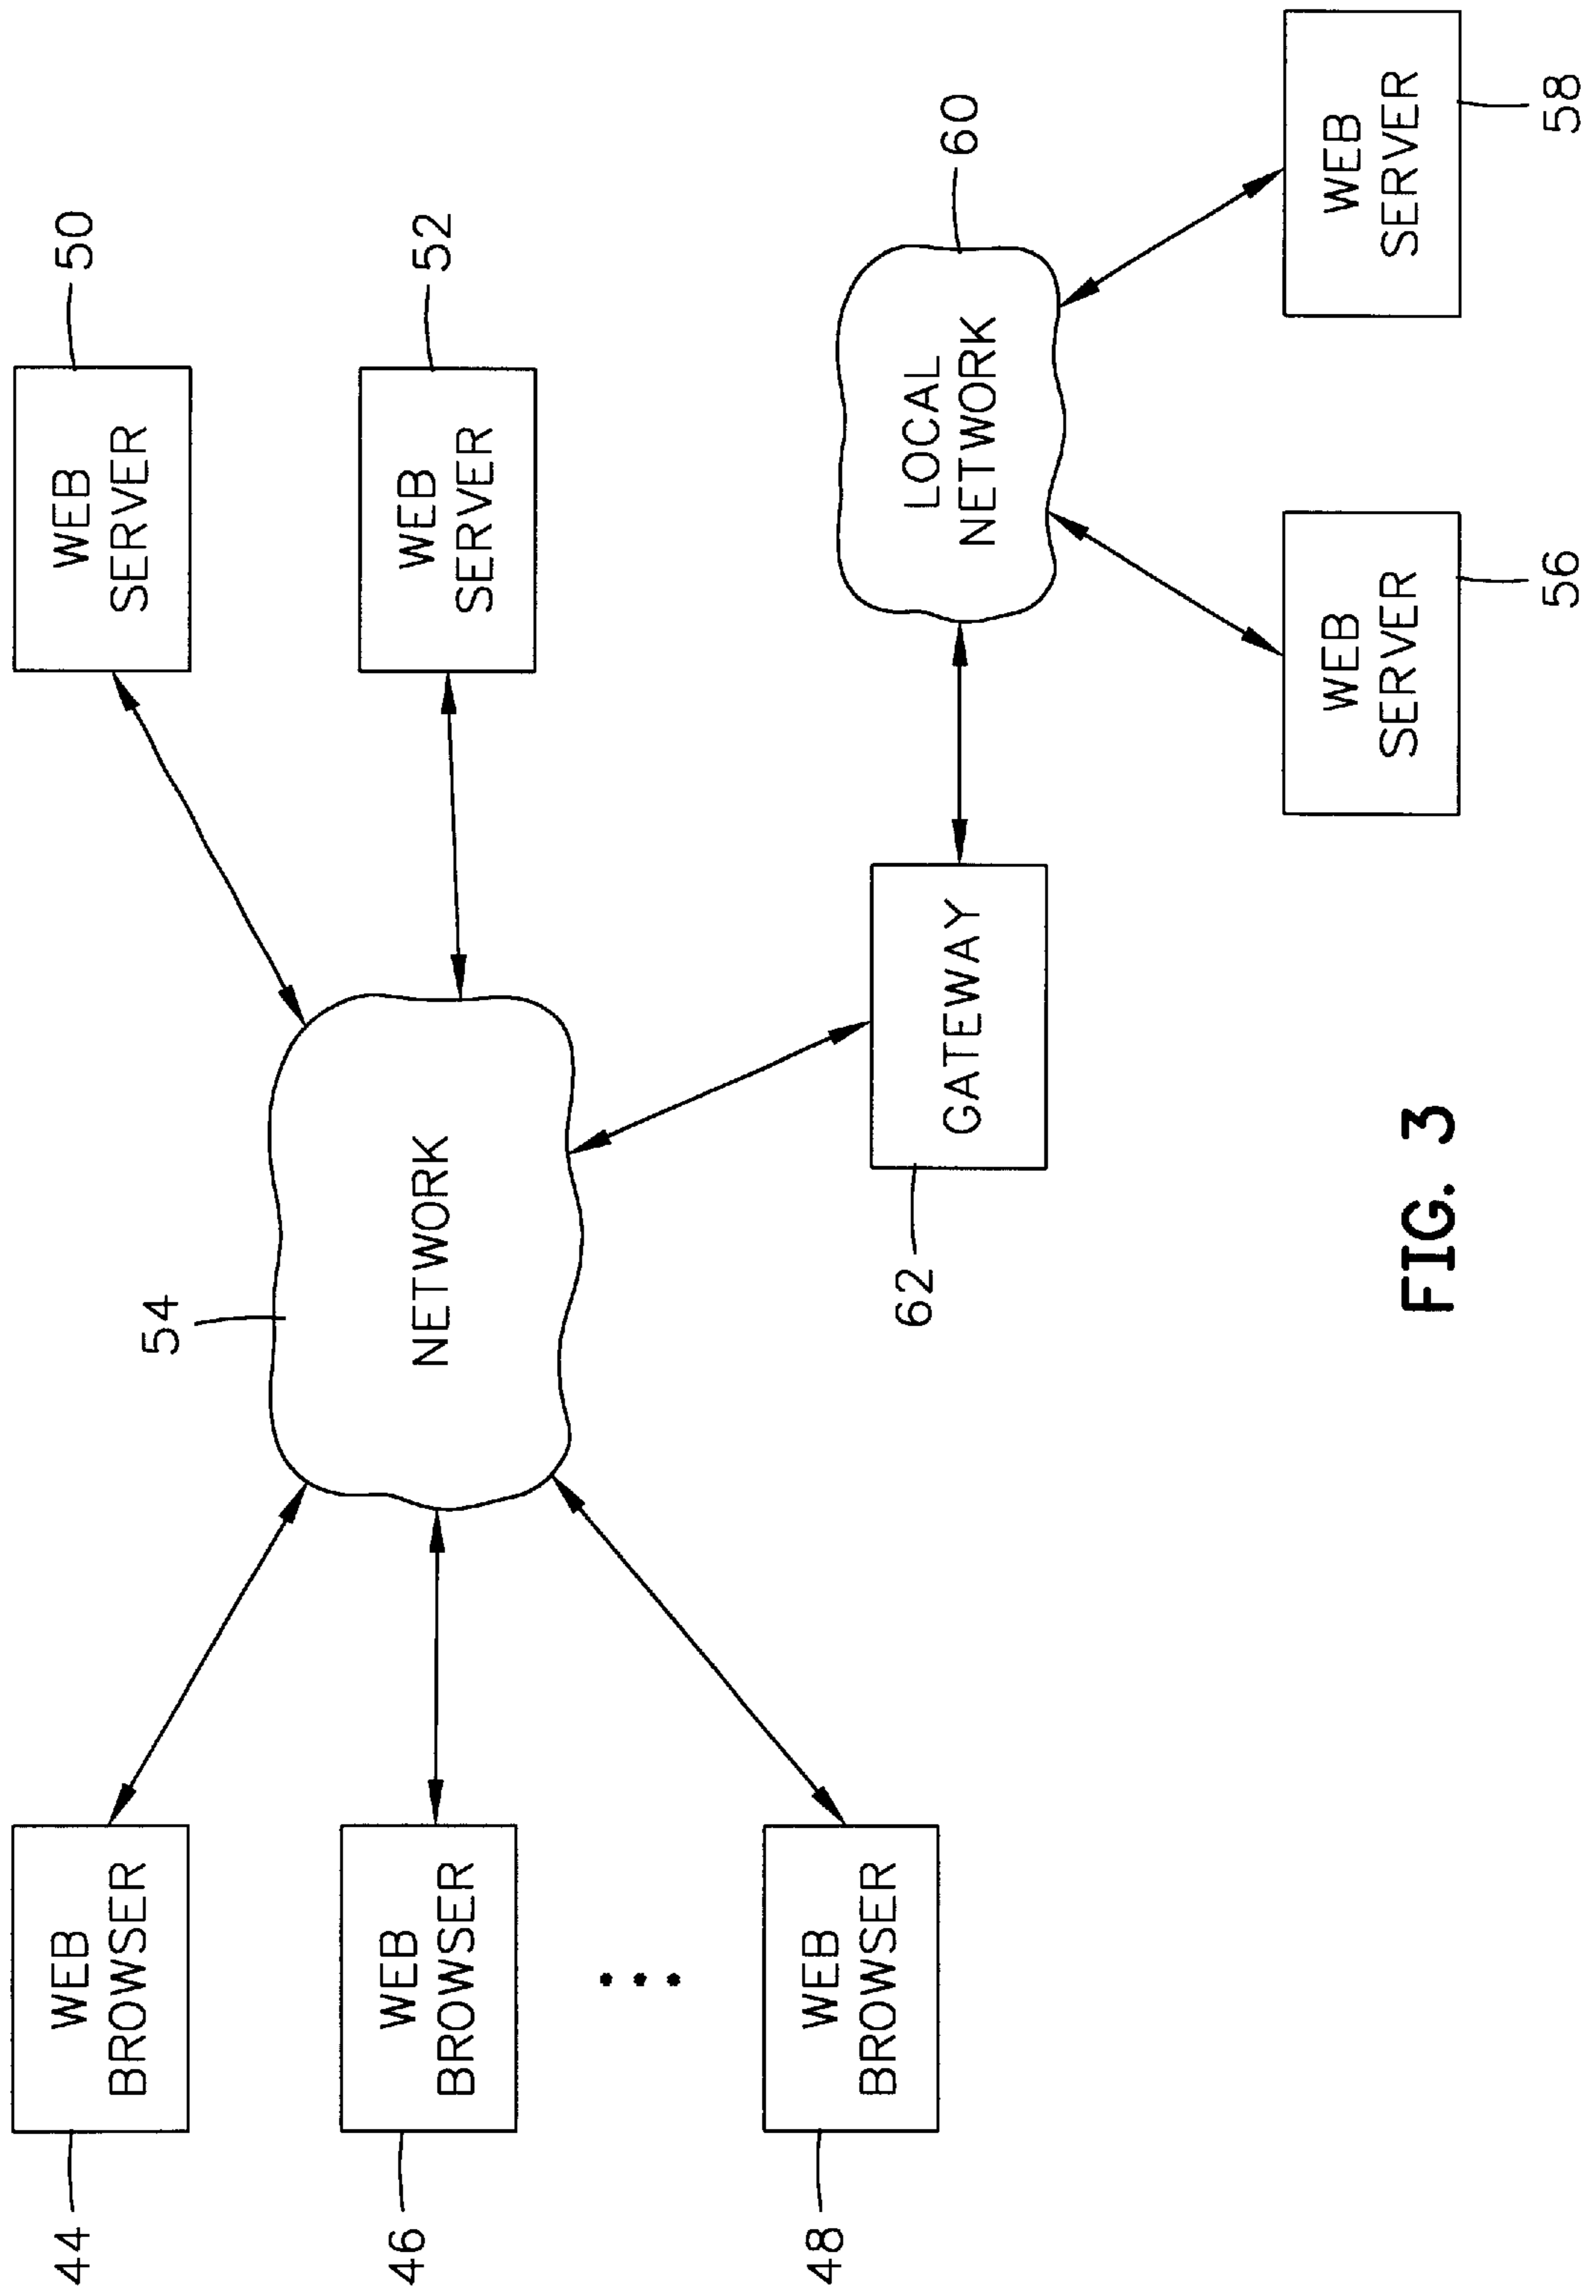 44
WEB
BROWSER
46
WEB
BROWSER
48
WEB
BROWSER
54
NETWORK
50
WEB
SERVER
52
WEB
SERVER
62
GATEWAY
60
LOCAL
NETWORK
56
WEB
SERVER
58
WEB
SERVER
FIG. 3